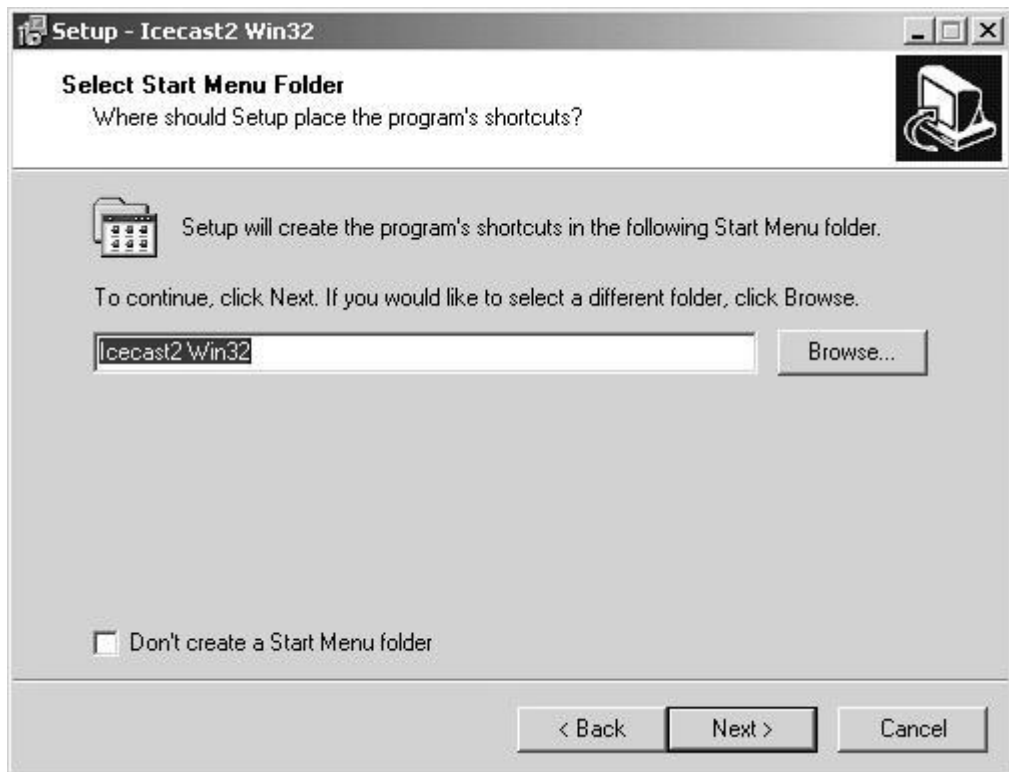 Setup - Icecast2 Win32
Select Start Menu Folder
Where should Setup place the program's shortcuts?
Setup will create the program's shortcuts in the following Start Menu folder.
To continue, click Next. If you would like to select a different folder, click Browse.
Icecast2 Win32
Browse...
Don't create a Start Menu folder
< Back
Next >
Cancel